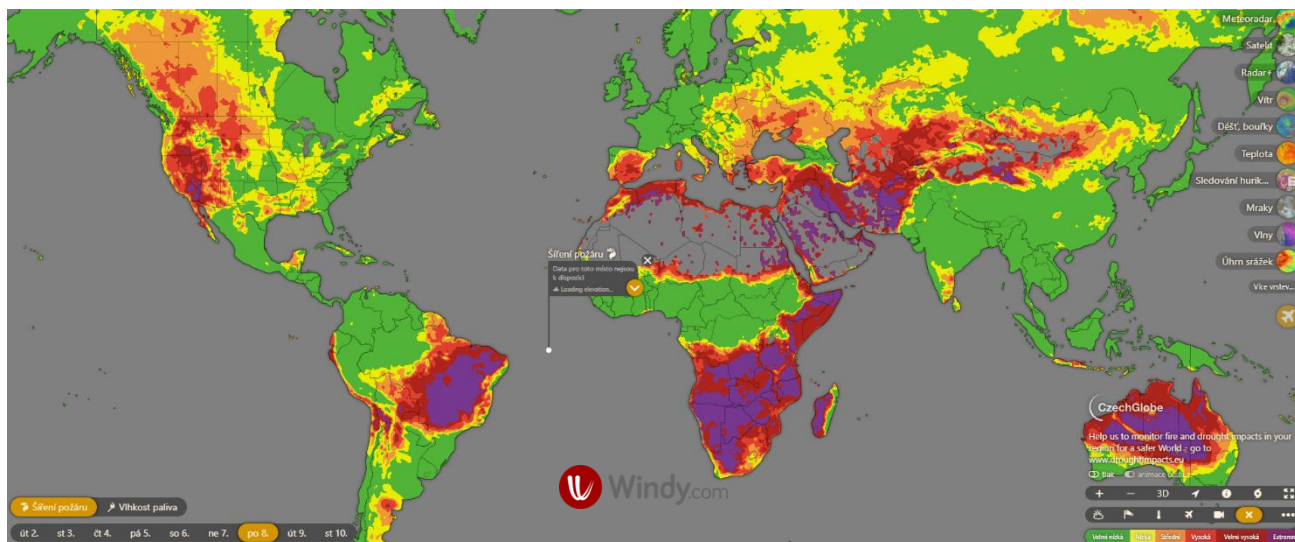 Meteoradar
Satelit
Radar+
Vítr
Déšť, bouřky
Teplota
Sledování hurik...
Mraky
Vlny
Úhrn srážek
Více vrstev...
Šíření požáru
Data pro toto místo nejsou
k dispozici
Loading elevation...
CzechGlobe
Help us to monitor fire and drought impacts in your
region for a safer World - go to
www.droughtimpacts.eu
Tlak
Windy.com
3D
Šíření požáru
Vlhkost paliva
út 2. st 3. čt 4. pá 5. so 6. ne 7. po 8. út 9. st 10.
Velmi nízká Nízká Střední Vysoká Velmi vysoká